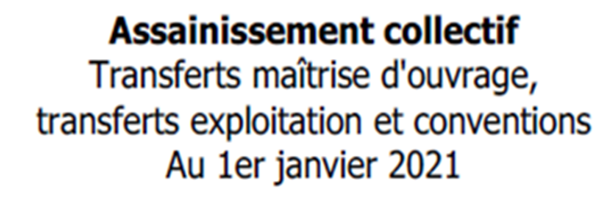 Assainissement collectif
Transferts maîtrise d'ouvrage,
transferts exploitation et conventions
Au 1er janvier 2021